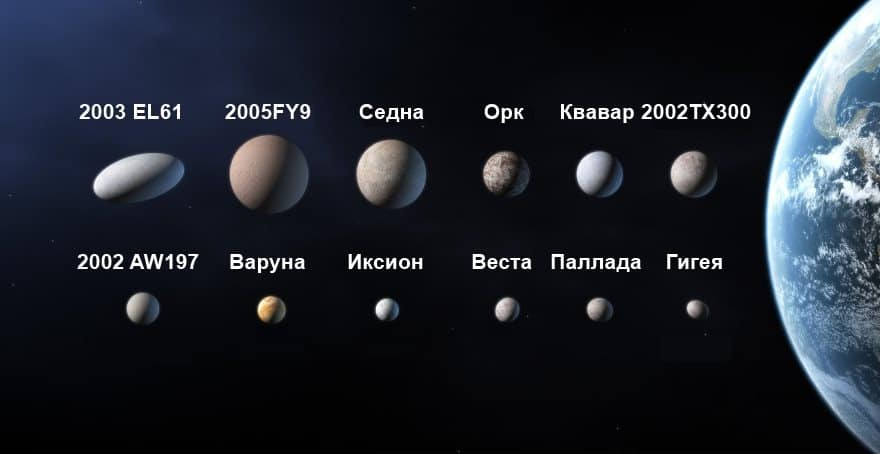 2003 EL61 2005FY9 Седна Орк Квавар 2002TX300
2002 AW197 Варуна Иксион Веста Паллада Гигея